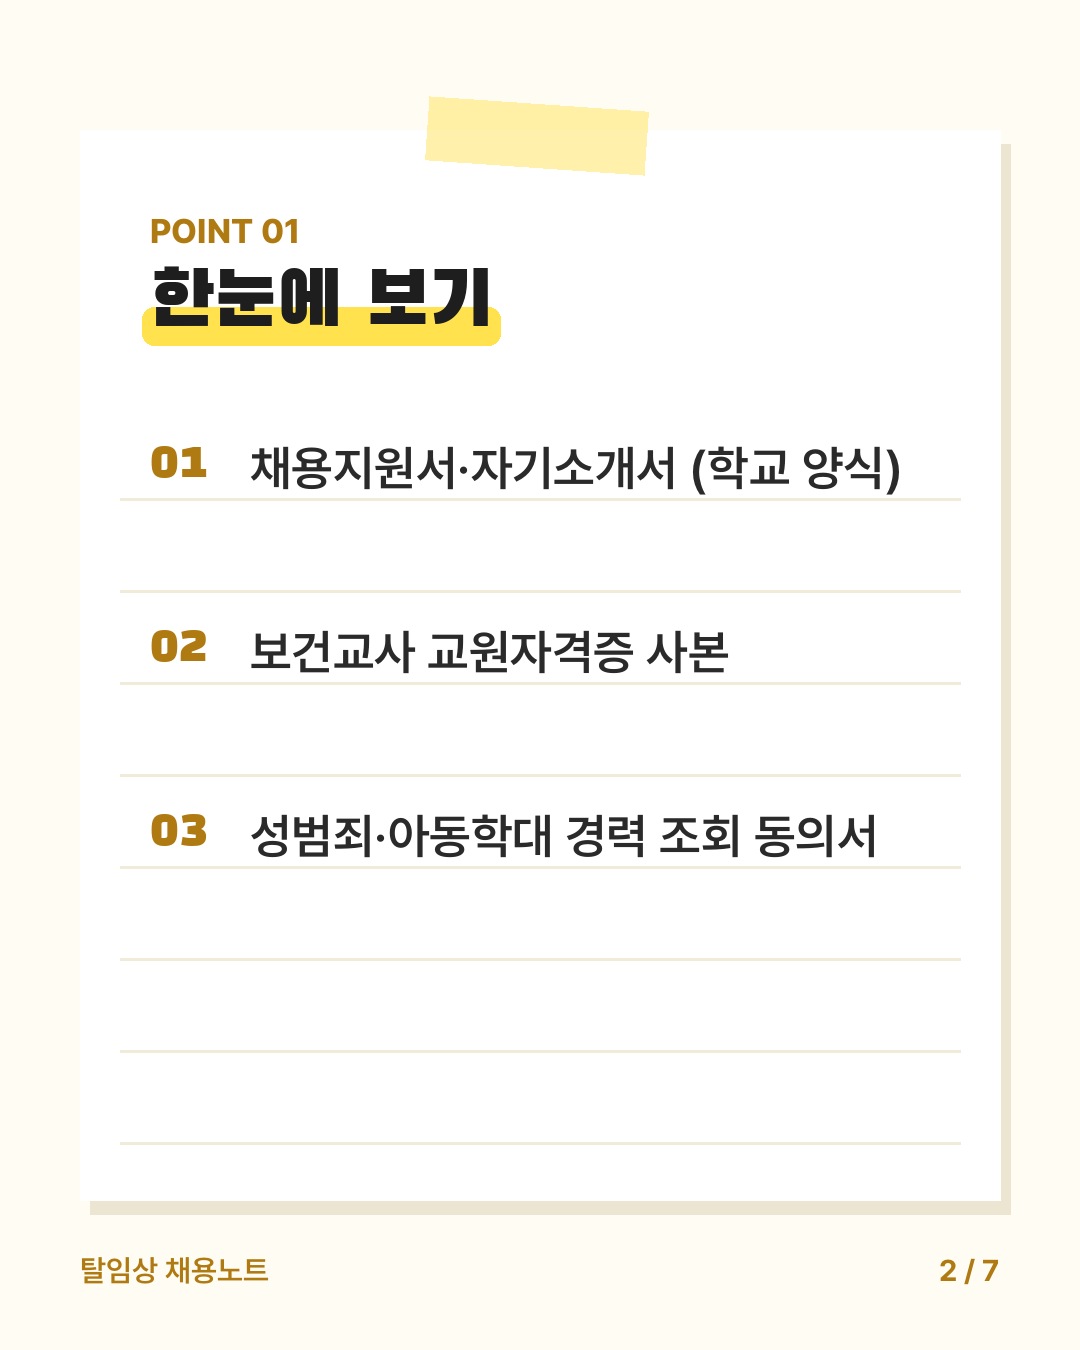 POINT 01
한눈에 보기
01 채용지원서·자기소개서 (학교 양식)
02 보건교사 교원자격증 사본
03 성범죄·아동학대 경력 조회 동의서
탈임상 채용노트
2 / 7